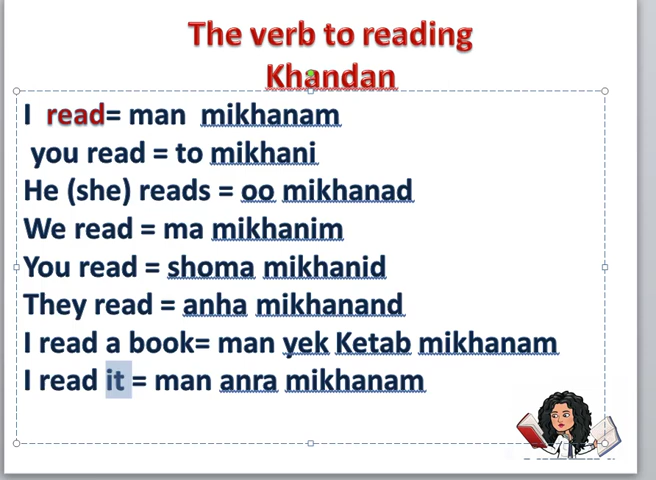 The verb to reading
Khandan
I read= man mikhanam
you read = to mikhani
He (she) reads = oo mikhanad
We read = ma mikhanim
You read = shoma mikhanid
They read = anha mikhanand
I read a book= man yek Ketab mikhanam
I read it = man anra mikhanam